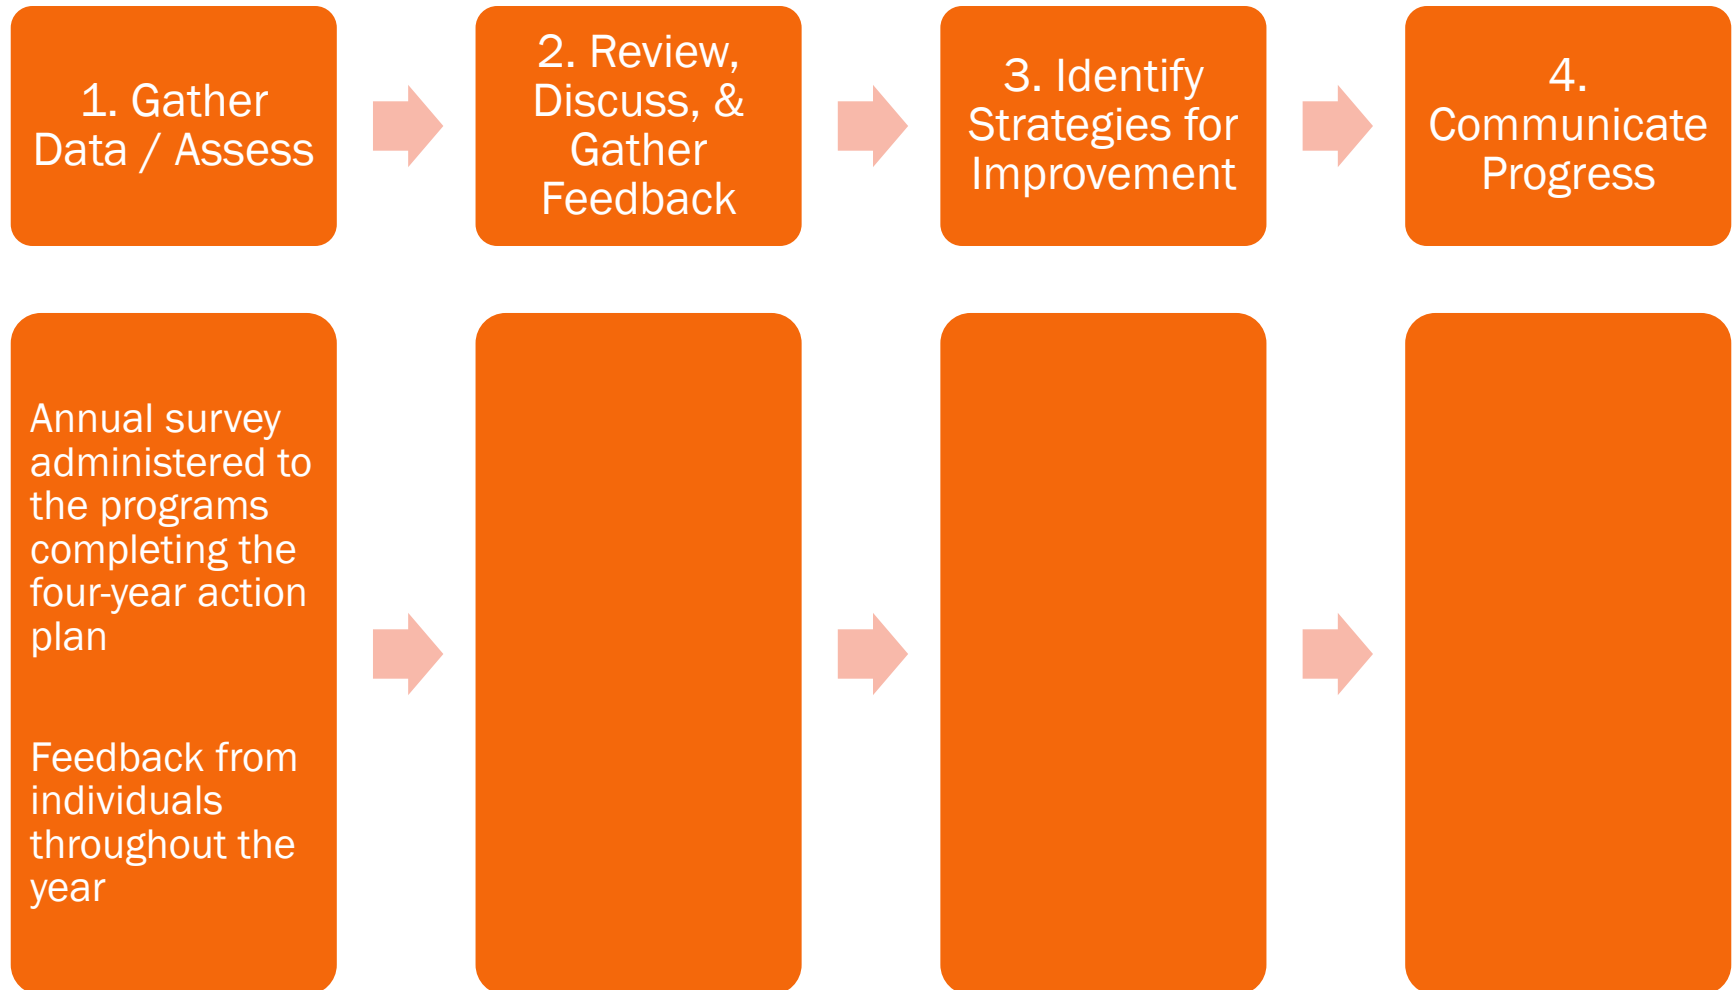 1. Gather
Data / Assess
2. Review,
Discuss, &
Gather
Feedback
3. Identify
Strategies for
Improvement
4.
Communicate
Progress
Annual survey
administered to
the programs
completing the
four-year action
plan
Feedback from
individuals
throughout the
year